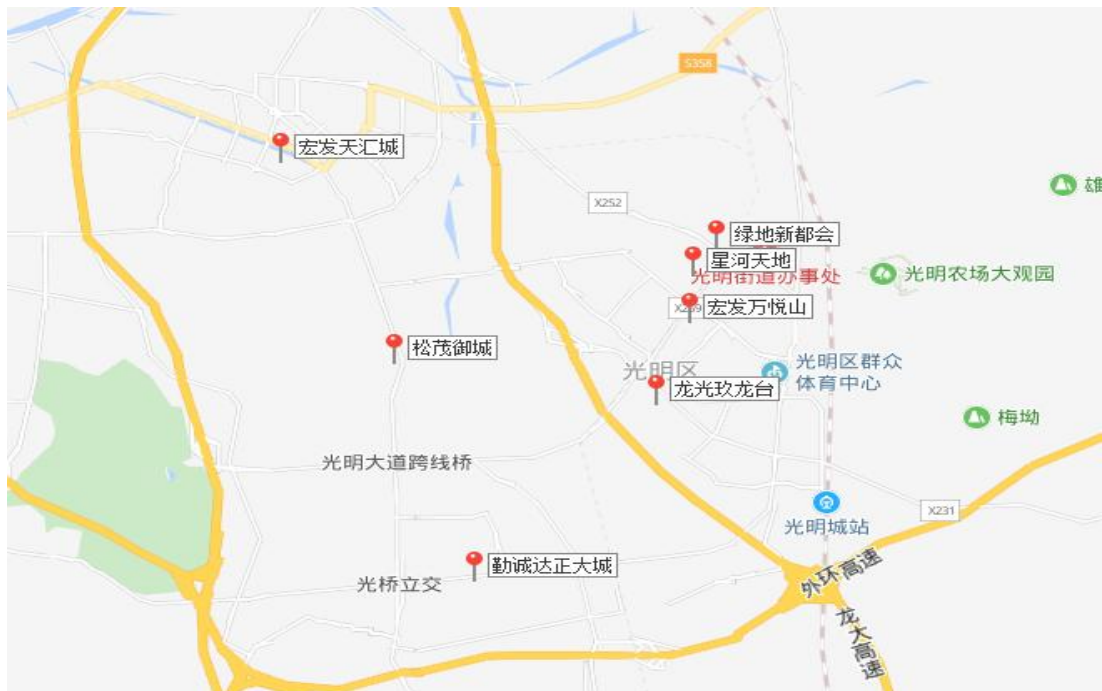 S358
宏发天汇城
雄
X252
绿地新都会
星河天地
光明街道办事处
光明农场大观园
宏发万悦山
松茂御城
光明区
光明区群众
体育中心
龙光玖龙台
梅坳
光明大道跨线桥
X231
光明城站
勤诚达正大城
光桥立交
外环高速
龙大高速